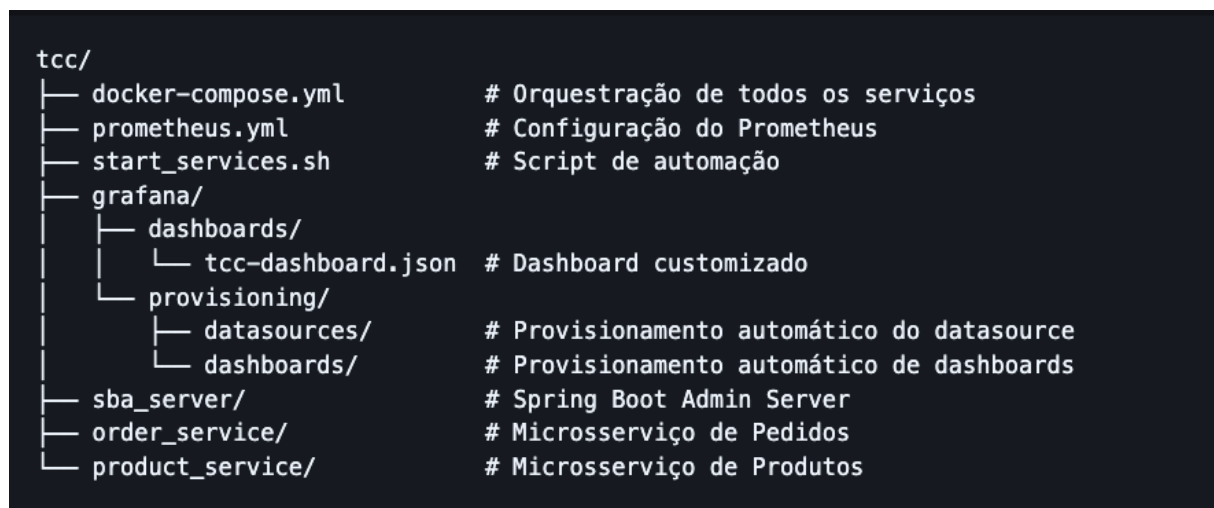 tcc/
├── docker-compose.yml          # Orquestração de todos os serviços
├── prometheus.yml              # Configuração do Prometheus
├── start_services.sh           # Script de automação
├── grafana/
│   ├── dashboards/
│   │   └── tcc-dashboard.json  # Dashboard customizado
│   └── provisioning/
│       ├── datasources/        # Provisionamento automático do datasource
│       └── dashboards/         # Provisionamento automático de dashboards
├── sba_server/                 # Spring Boot Admin Server
├── order_service/              # Microsserviço de Pedidos
└── product_service/            # Microsserviço de Produtos